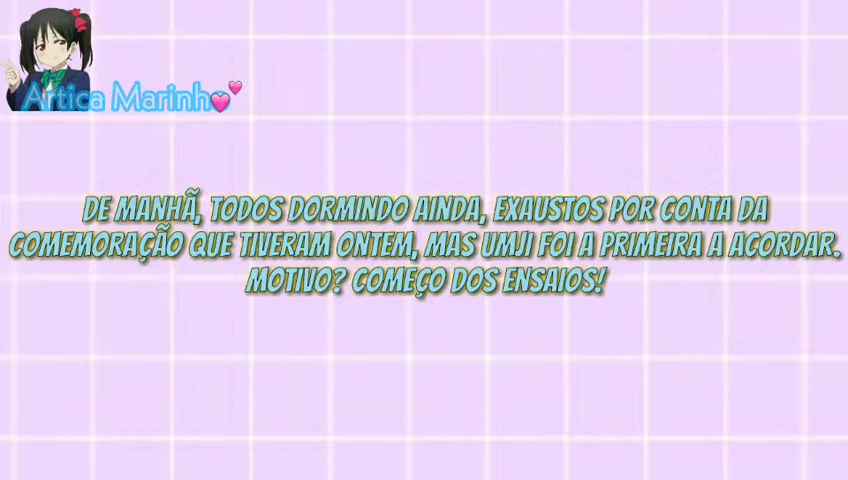 Artica Marinho
DE MANHÃ, TODOS DORMINDO AINDA, EXAUSTOS POR CONTA DA
COMEMORAÇÃO QUE TIVERAM ONTEM, MAS UMJI FOI A PRIMEIRA A ACORDAR.
MOTIVO? COMEÇO DOS ENSAIOS!